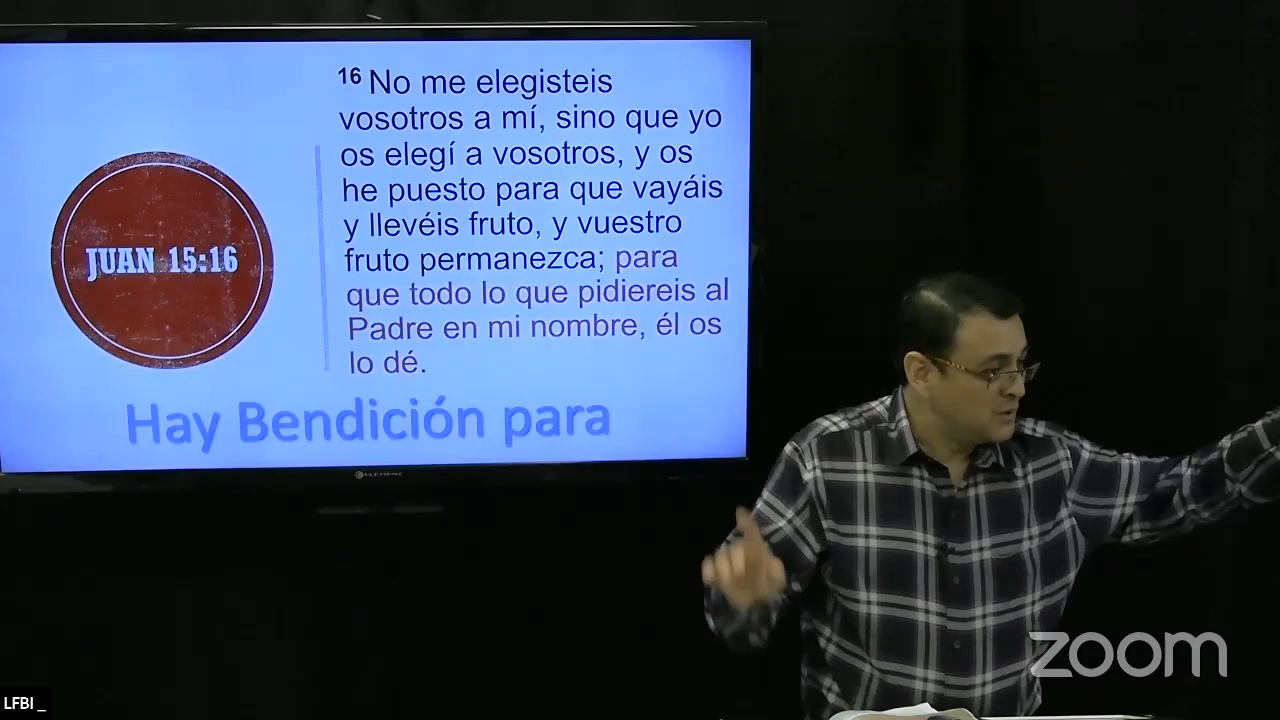 16 No me elegisteis
vosotros a mí, sino que yo
os elegí a vosotros, y os
he puesto para que vayáis
y llevéis fruto, y vuestro
fruto permanezca; para
que todo lo que pidiereis al
Padre en mi nombre, él os
lo dé.
JUAN 15:16
Hay Bendición para
zoom
LFBI _